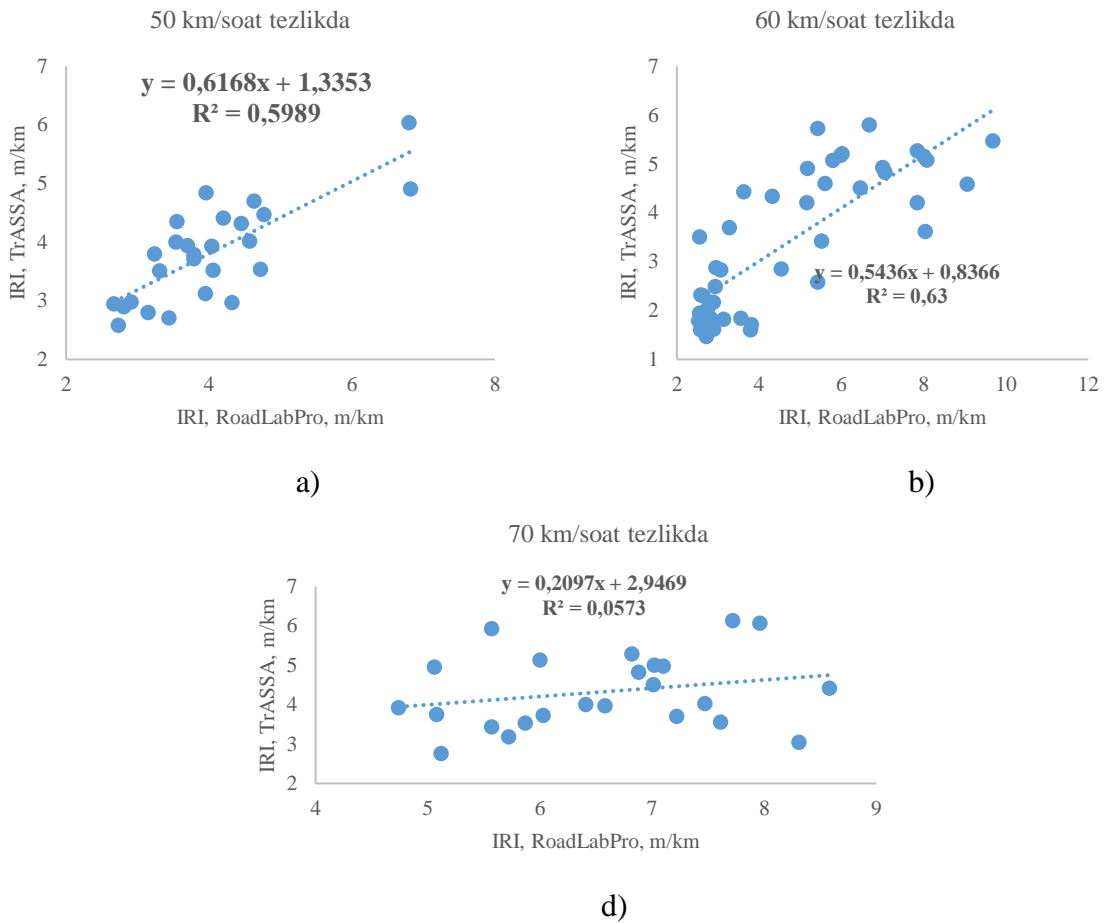 50 km/soat tezlikda
y = 0,6168x + 1,3353
R² = 0,5989
7
6
5
4
3
2
2
4
6
8
IRI, TrASSA, m/km
IRI, RoadLabPro, m/km
a)
60 km/soat tezlikda
y = 0,5436x + 0,8366
R² = 0,63
7
6
5
4
3
2
1
2
4
6
8
10
12
IRI, TrASSA, m/km
IRI, RoadLabPro, m/km
b)
70 km/soat tezlikda
y = 0,2097x + 2,9469
R² = 0,0573
7
6
5
4
3
2
4
5
6
7
8
9
IRI, TrASSA, m/km
IRI, RoadLabPro, m/km
d)